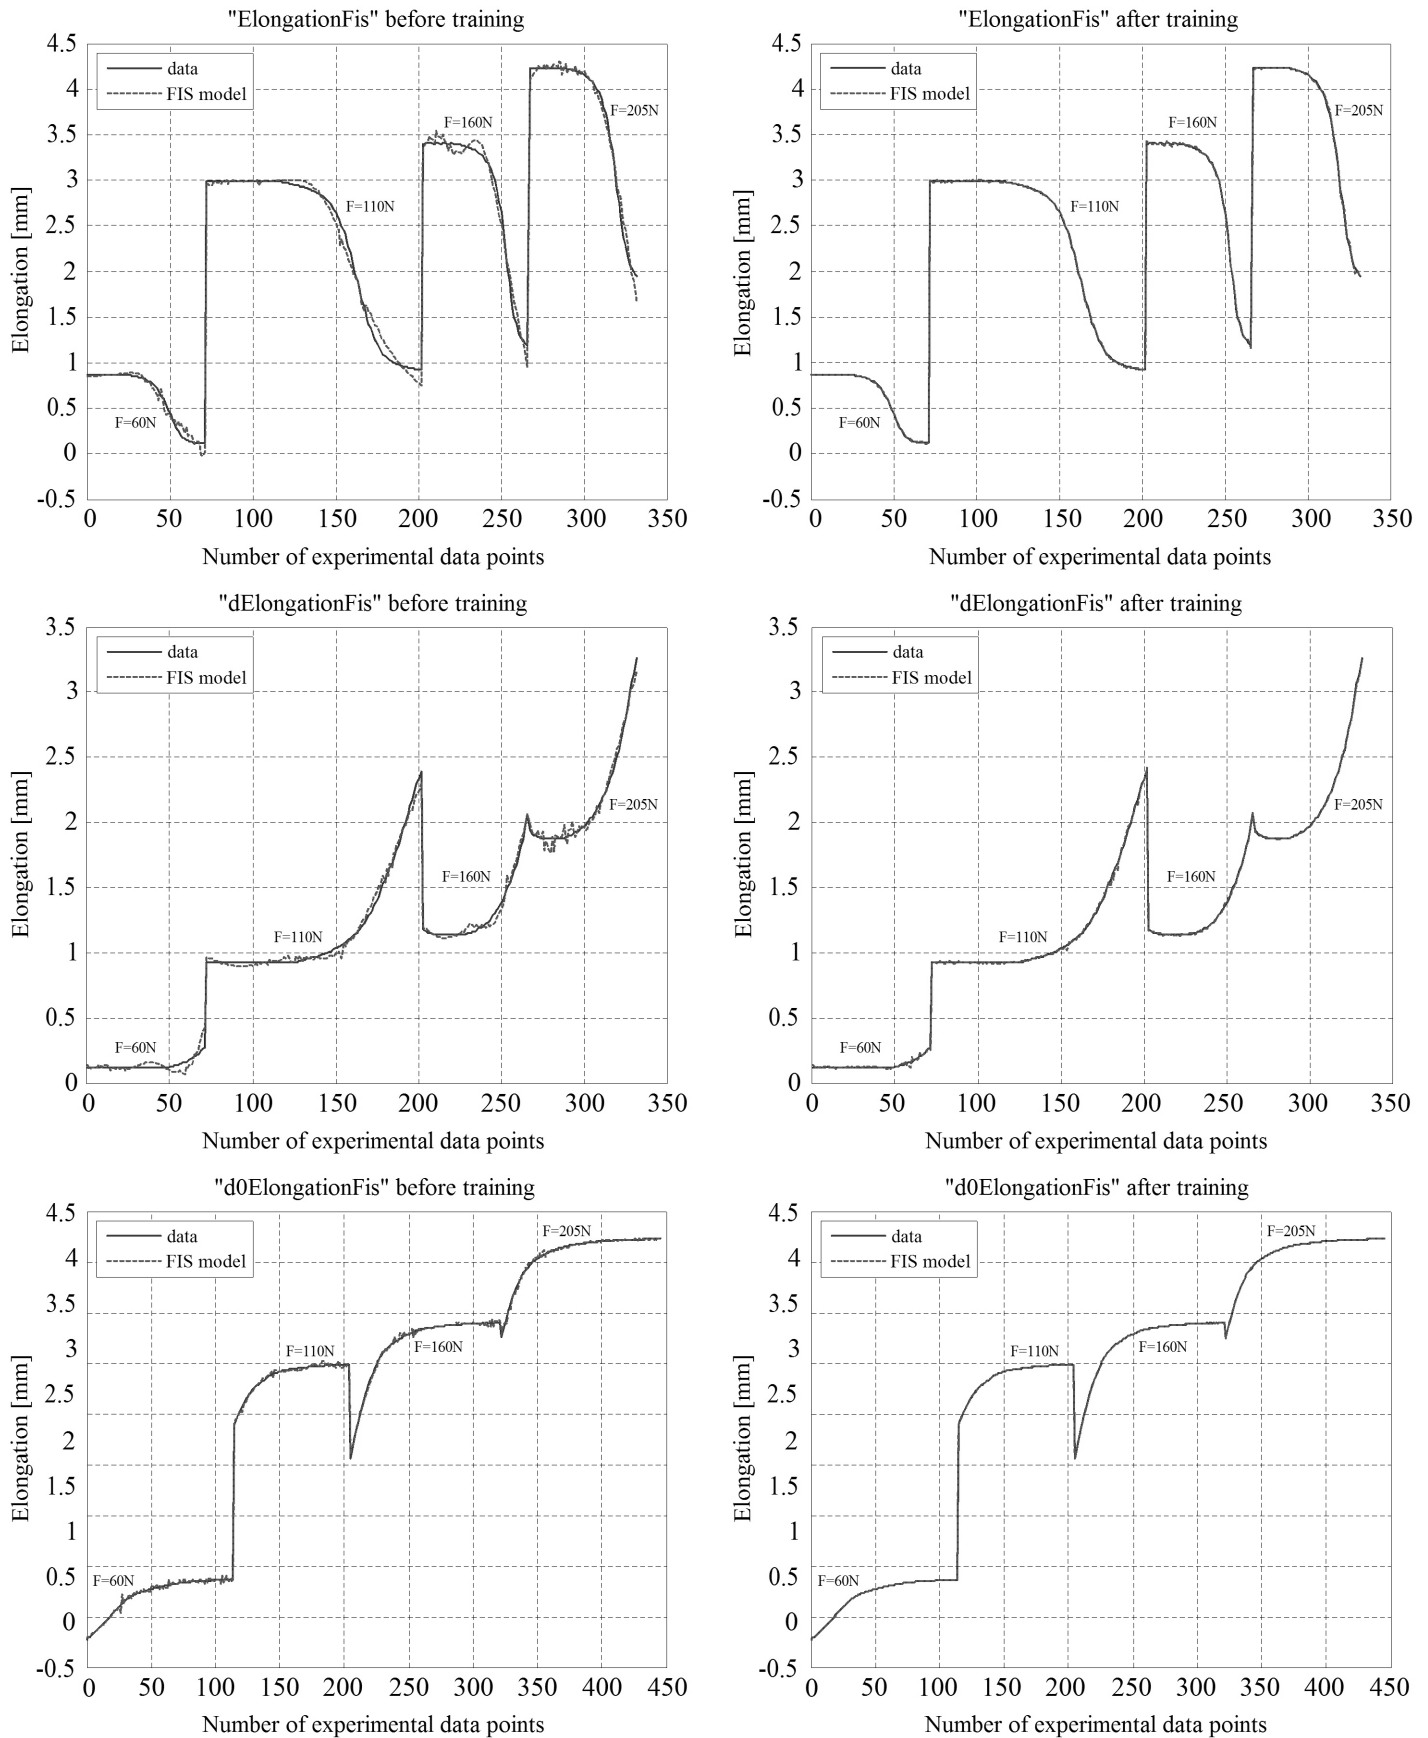 "ElongationFis" before training
4.5
4
3.5
3
2.5
2
1.5
1
0.5
0
-0.5
data
FIS model
F=60N
F=110N
F=160N
F=205N
Elongation [mm]
0 50 100 150 200 250 300 350
Number of experimental data points
"ElongationFis" after training
4.5
4
3.5
3
2.5
2
1.5
1
0.5
0
-0.5
data
FIS model
F=60N
F=110N
F=160N
F=205N
Elongation [mm]
0 50 100 150 200 250 300 350
Number of experimental data points
"dElongationFis" before training
3.5
3
2.5
2
1.5
1
0.5
0
data
FIS model
F=60N
F=110N
F=160N
F=205N
Elongation [mm]
0 50 100 150 200 250 300 350
Number of experimental data points
"dElongationFis" after training
3.5
3
2.5
2
1.5
1
0.5
0
data
FIS model
F=60N
F=110N
F=160N
F=205N
Elongation [mm]
0 50 100 150 200 250 300 350
Number of experimental data points
"d0ElongationFis" before training
4.5
4
3.5
3
2.5
2
1.5
1
0.5
0
-0.5
data
FIS model
F=60N
F=110N
F=160N
F=205N
Elongation [mm]
0 50 100 150 200 250 300 350 400 450
Number of experimental data points
"d0ElongationFis" after training
4.5
4
3.5
3
2.5
2
1.5
1
0.5
0
-0.5
data
FIS model
F=60N
F=110N
F=160N
F=205N
Elongation [mm]
0 50 100 150 200 250 300 350 400 450
Number of experimental data points